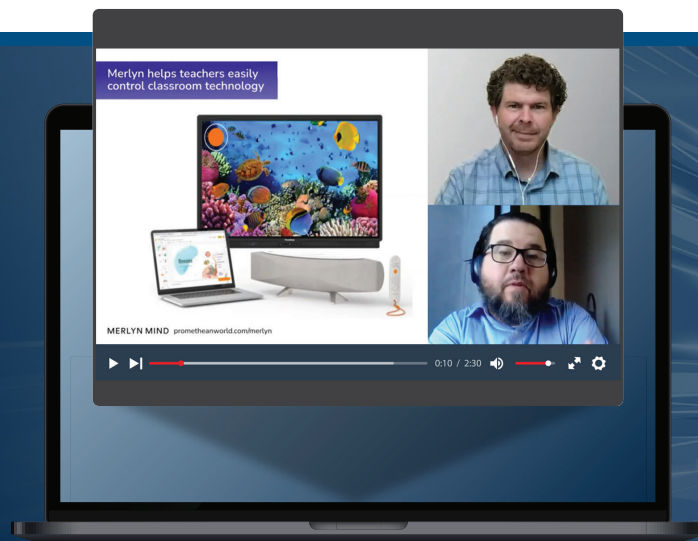 Merlyn helps teachers easily
control classroom technology
MERLYN MIND prometheanworld.com/merlyn
0:10 / 2:30